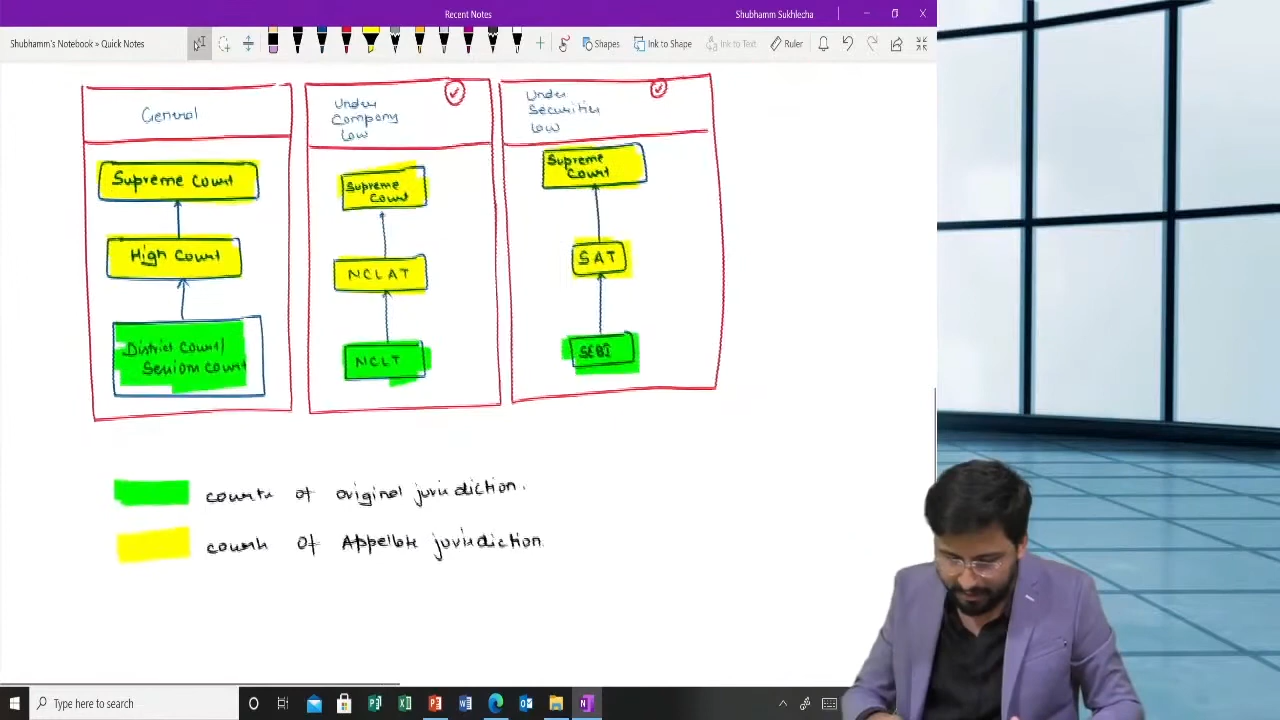 Recent Notes
Shubhamm Sukhlecha
Shubhamm's Notebook » Quick Notes
Shapes
Ink to Shape
Ink to Text
Ruler
General
Under
Company
Law
Under
Securities
Law
Supreme Court
Supreme
Court
Supreme
Court
High Court
NCLAT
SAT
District Court/
Session Court
NCLT
SEBI
courts of original jurisdiction.
courts of Appellate jurisdiction.
Type here to search